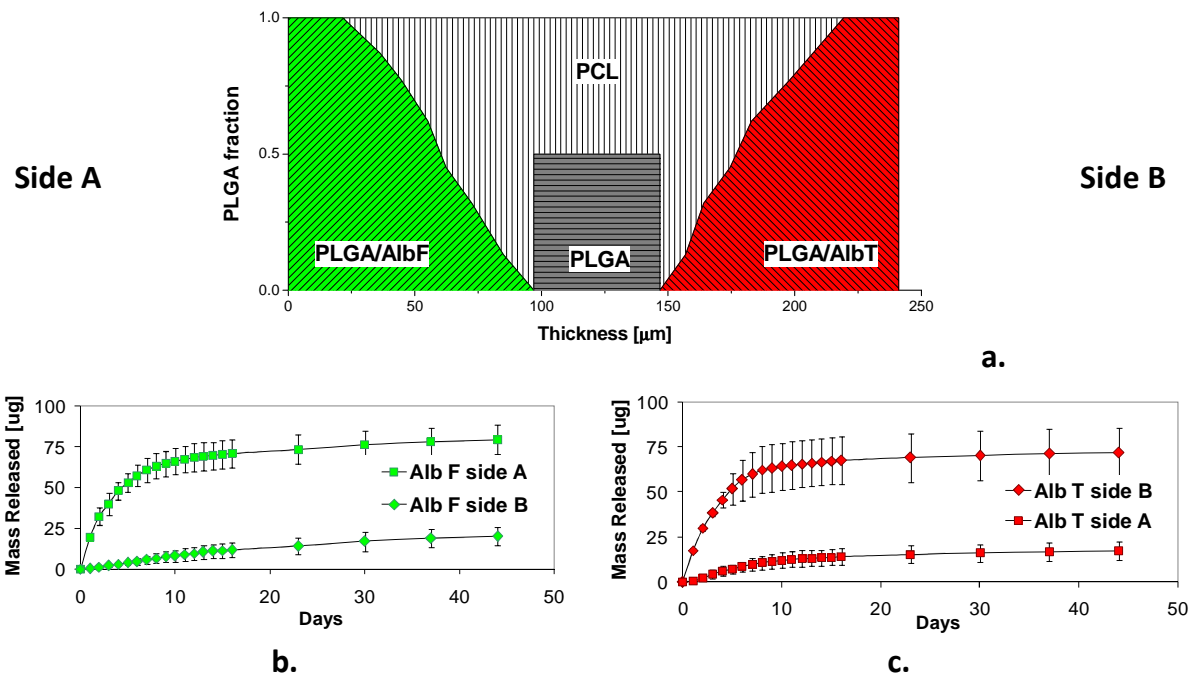 1.0
PCL
PLGA fraction
0.5
Side A
Side B
PLGA/AlbF
PLGA
PLGA/AlbT
0.0
0
50
100
150
200
250
Thickness [μm]
a.
100
75
50
25
0
Mass Released [ug]
Alb F side A
Alb F side B
0
10
20
30
40
50
Days
b.
100
75
50
25
0
Mass Released [ug]
Alb T side B
Alb T side A
0
10
20
30
40
50
Days
c.